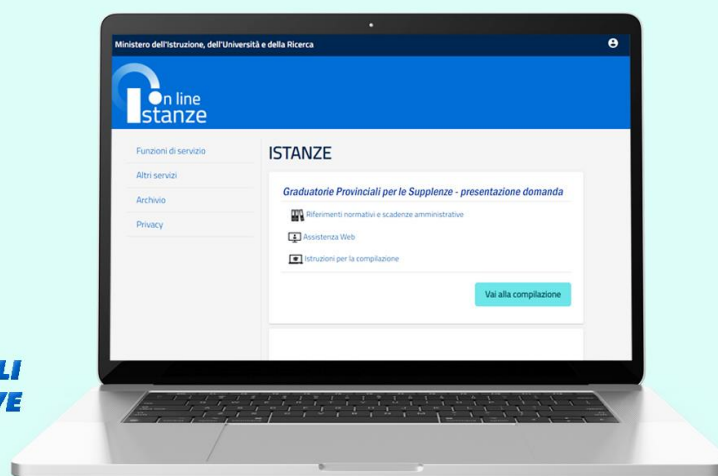 Ministero dell'Istruzione, dell'Università e della Ricerca
on line
Istanze
Funzioni di servizio
Altri servizi
Archivio
Privacy
ISTANZE
Graduatorie Provinciali per le Supplenze - presentazione domanda
Riferimenti normativi e scadenze amministrative
Assistenza Web
Istruzioni per la compilazione
Vai alla compilazione